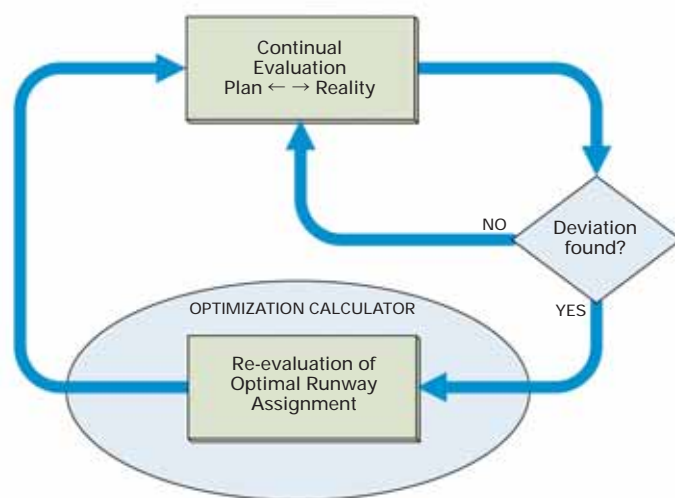 Continual
Evaluation
Plan ← → Reality
Deviation
found?
NO
YES
OPTIMIZATION CALCULATOR
Re-evaluation of
Optimal Runway
Assignment